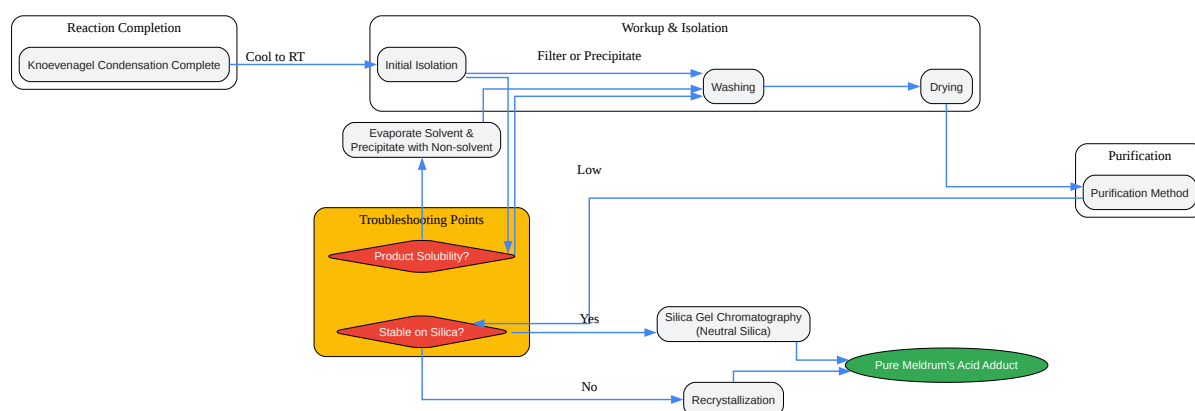 Reaction Completion
Knoevenagel Condensation Complete
Cool to RT
Workup & Isolation
Initial Isolation
Filter or Precipitate
Washing
Drying
Evaporate Solvent &
Precipitate with Non-solvent
Low
Purification
Purification Method
Troubleshooting Points
Product Solubility?
Stable on Silica?
Yes
Silica Gel Chromatography
(Neutral Silica)
Pure Meldrum's Acid Adduct
No
Recrystallization